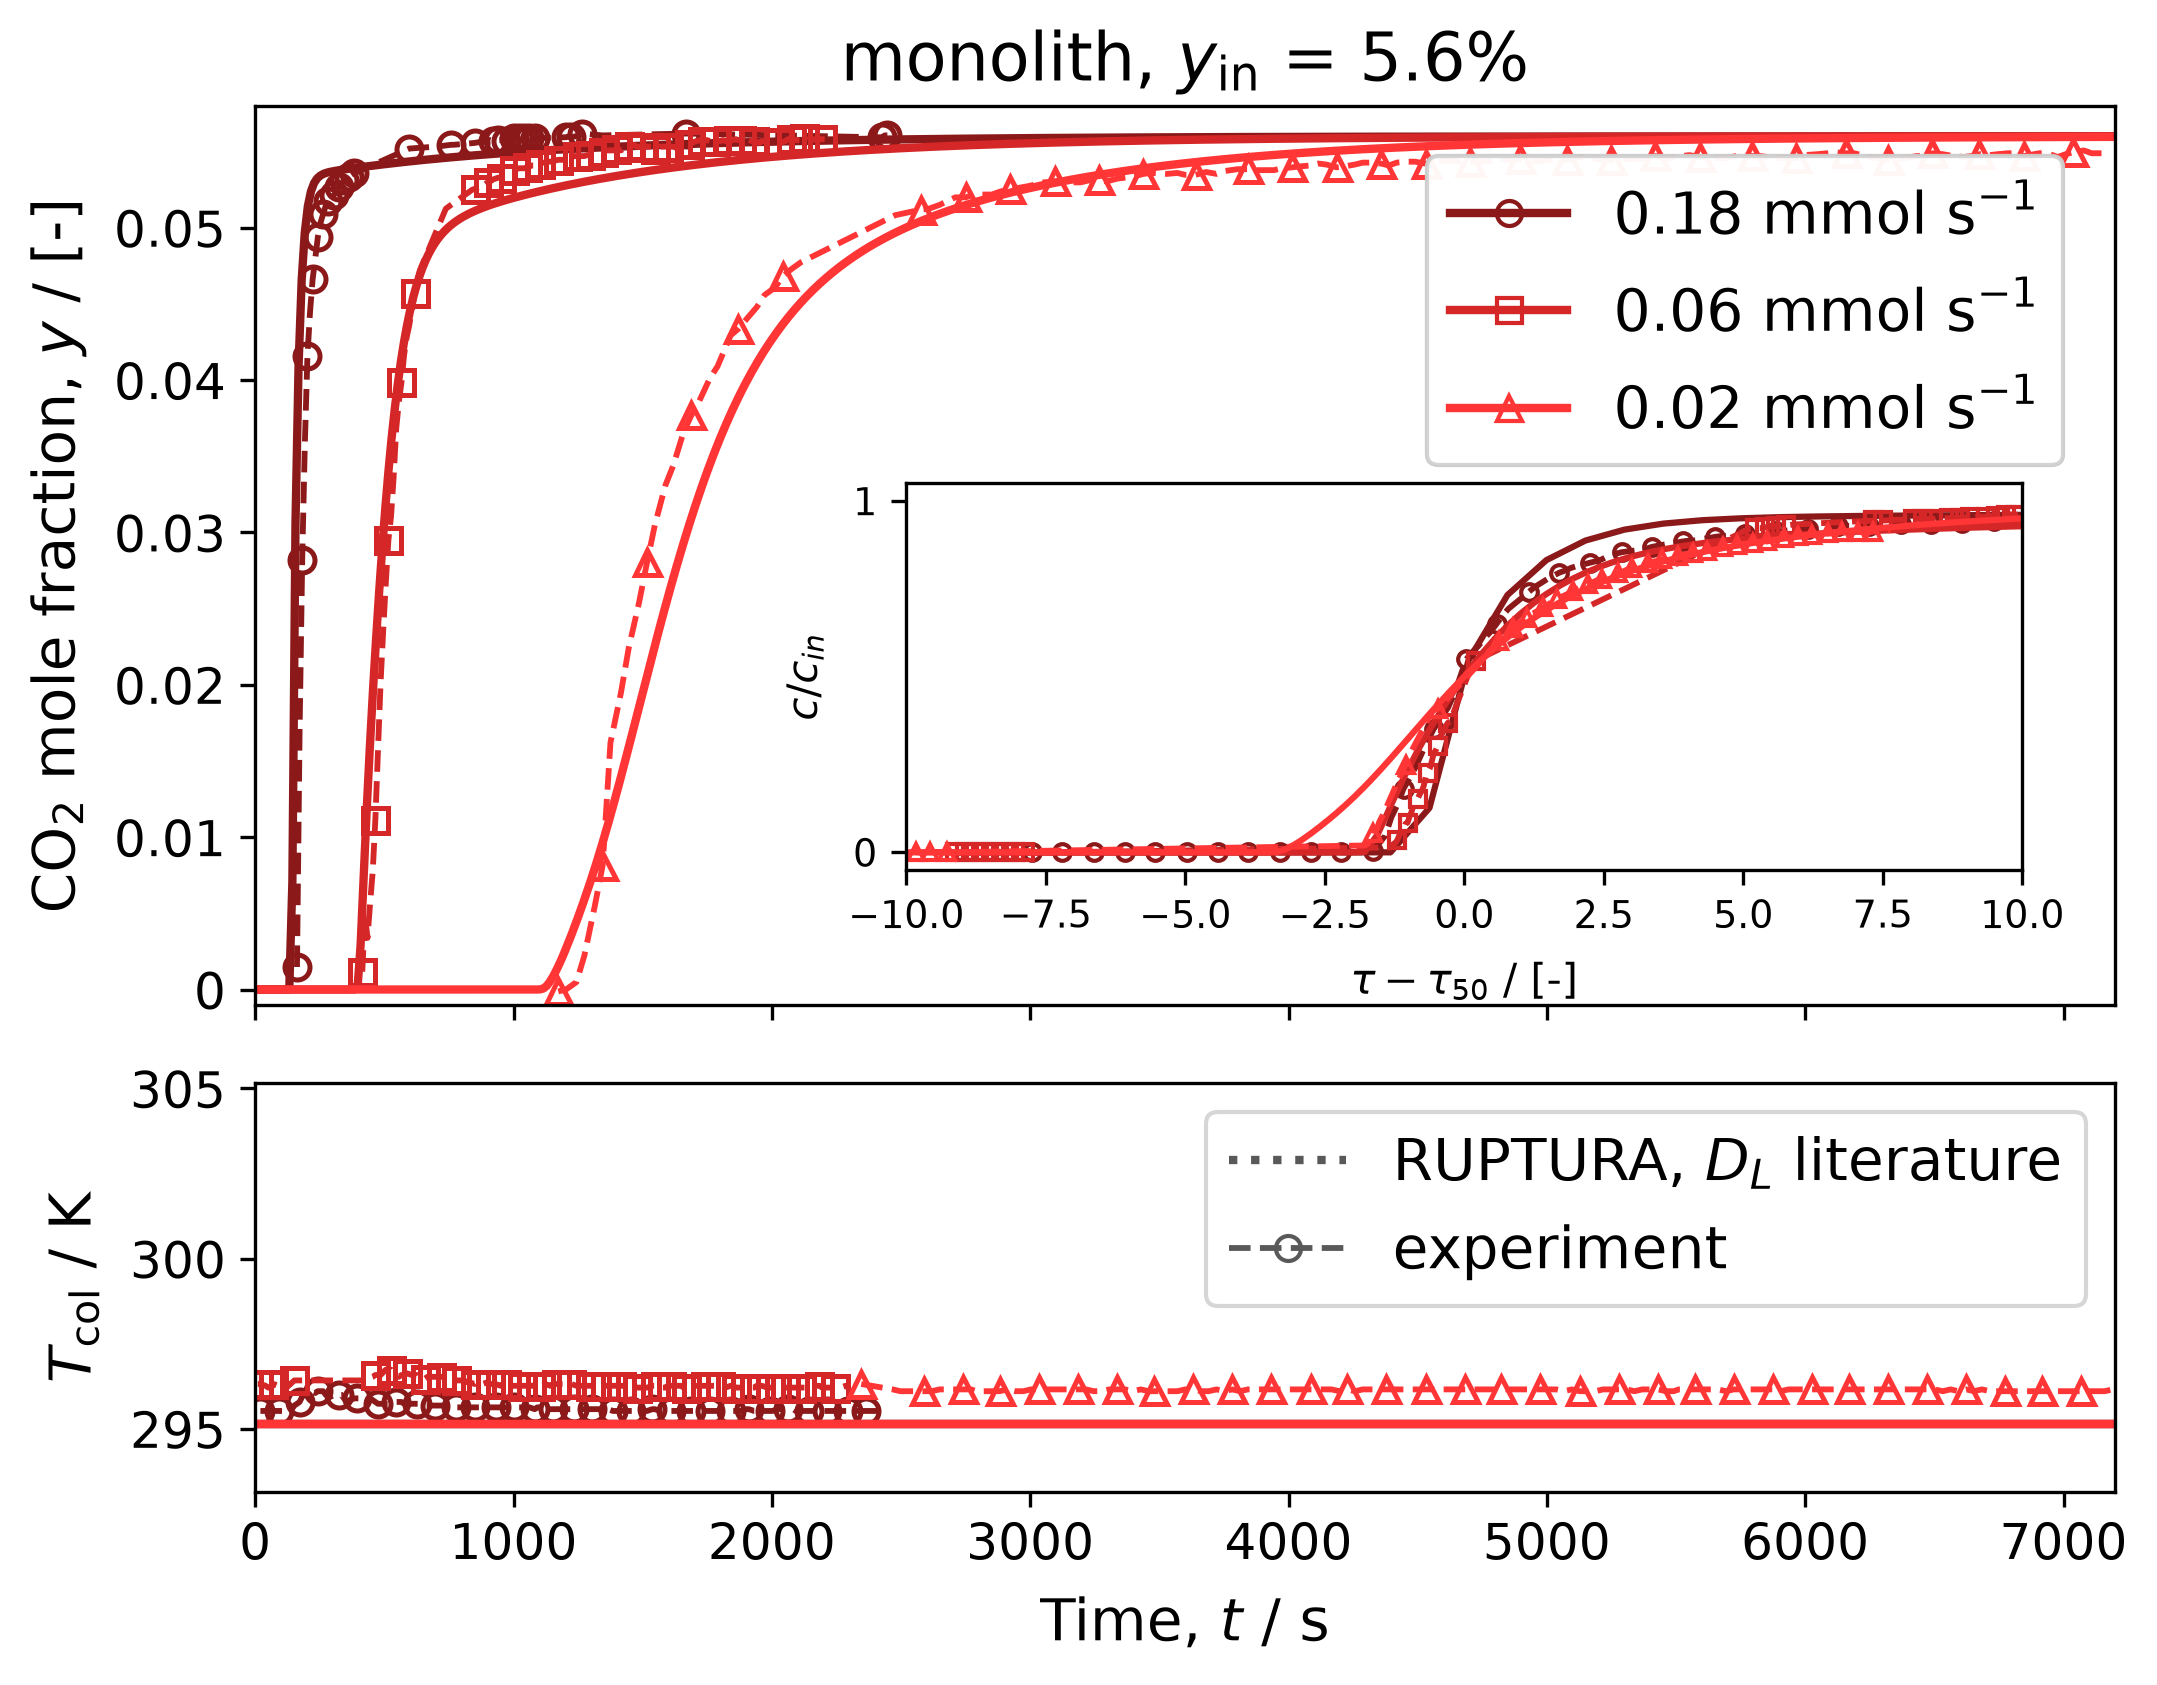 monolith, y_in = 5.6%
CO₂ mole fraction, y / [-]
0.05
0.04
0.03
0.02
0.01
0
0.18 mmol s⁻¹
0.06 mmol s⁻¹
0.02 mmol s⁻¹
c/c_in
1
0
−10.0 −7.5 −5.0 −2.5 0.0 2.5 5.0 7.5 10.0
τ − τ₅₀ / [-]
T_col / K
305
300
295
RUPTURA, D_L literature
experiment
0 1000 2000 3000 4000 5000 6000 7000
Time, t / s